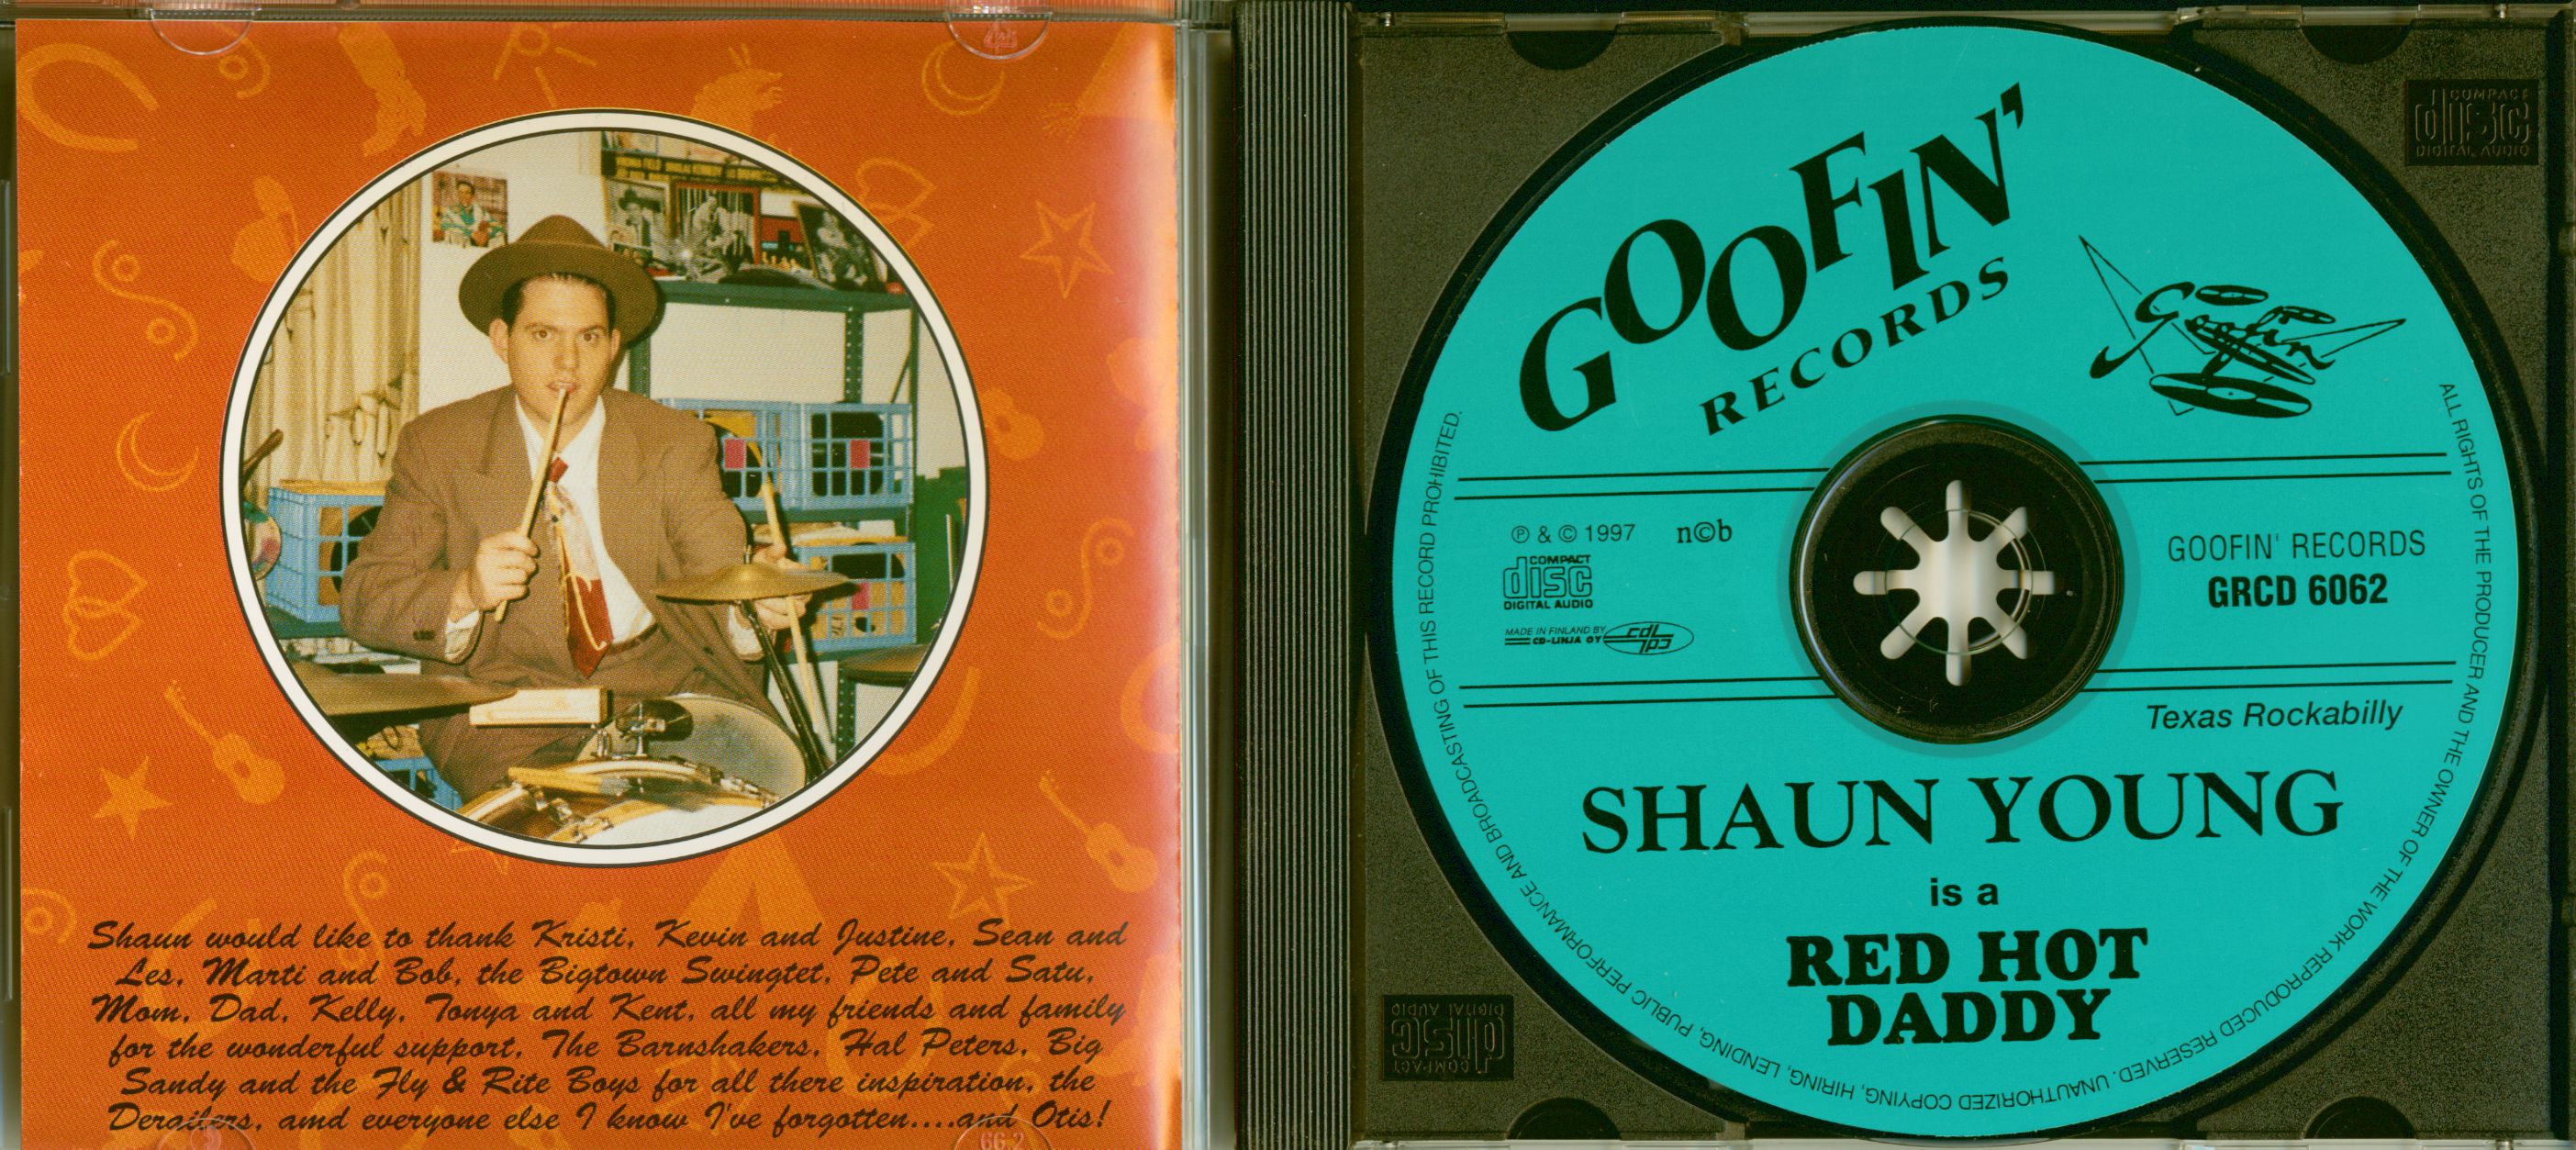 Shaun would like to thank Kristi, Kevin and Justine, Sean and
Les, Marti and Bob, the Bigtown Swingtet, Pete and Satu,
Mom, Dad, Kelly, Tonya and Kent, all my friends and family
for the wonderful support, The Barnshakers, Hal Peters, Big
Sandy and the Fly & Rite Boys for all there inspiration, the
Derailers, amd everyone else I know I've forgotten....and Otis!
66-2
GOOFIN'
RECORDS
Goofin
℗ & © 1997 n©b
COMPACT
disc
DIGITAL AUDIO
MADE IN FINLAND BY
CD-LINJA OY
cdl
GOOFIN' RECORDS
GRCD 6062
Texas Rockabilly
SHAUN YOUNG
is a
RED HOT
DADDY
ALL RIGHTS OF THE PRODUCER AND THE OWNER OF THE WORK REPRODUCED RESERVED. UNAUTHORIZED COPYING, HIRING, LENDING, PUBLIC PERFORMANCE AND BROADCASTING OF THIS RECORD PROHIBITED.
COMPACT
disc
DIGITAL AUDIO
COMPACT
disc
DIGITAL AUDIO